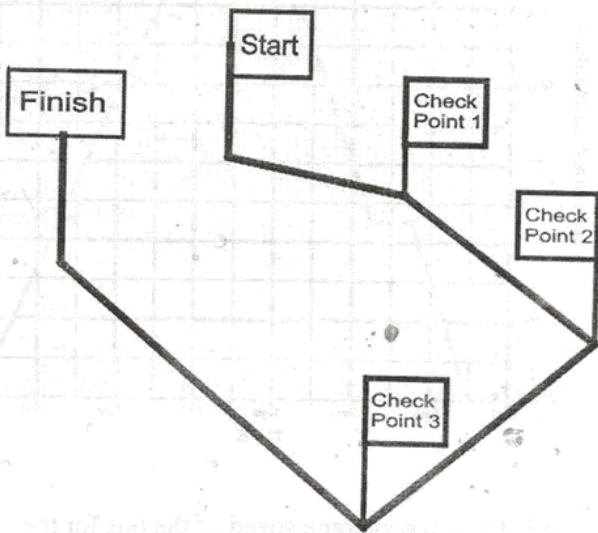 Start
Finish
Check
Point 1
Check
Point 2
Check
Point 3